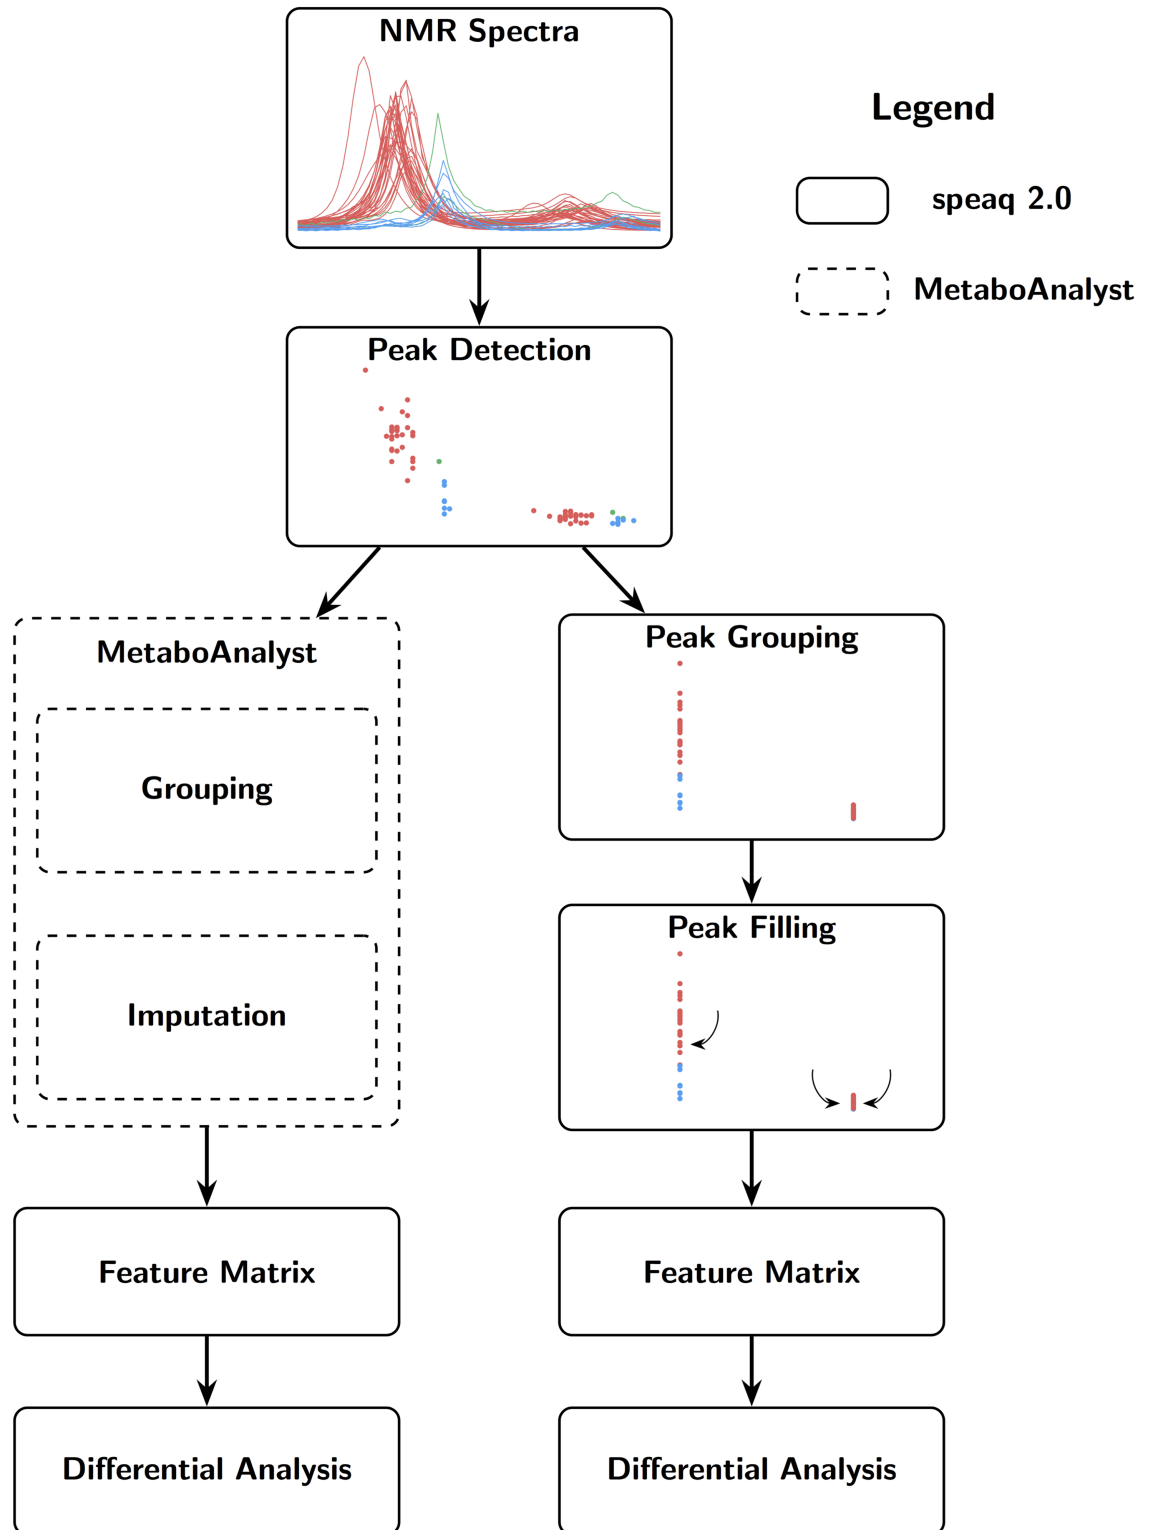 NMR Spectra
Legend
speaq 2.0
MetaboAnalyst
Peak Detection
MetaboAnalyst
Grouping
Imputation
Peak Grouping
Peak Filling
Feature Matrix
Feature Matrix
Differential Analysis
Differential Analysis